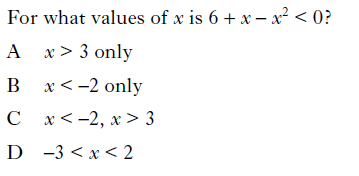 For what values of x is 6 + x – x² < 0?
A x > 3 only
B x < –2 only
C x < –2, x > 3
D –3 < x < 2